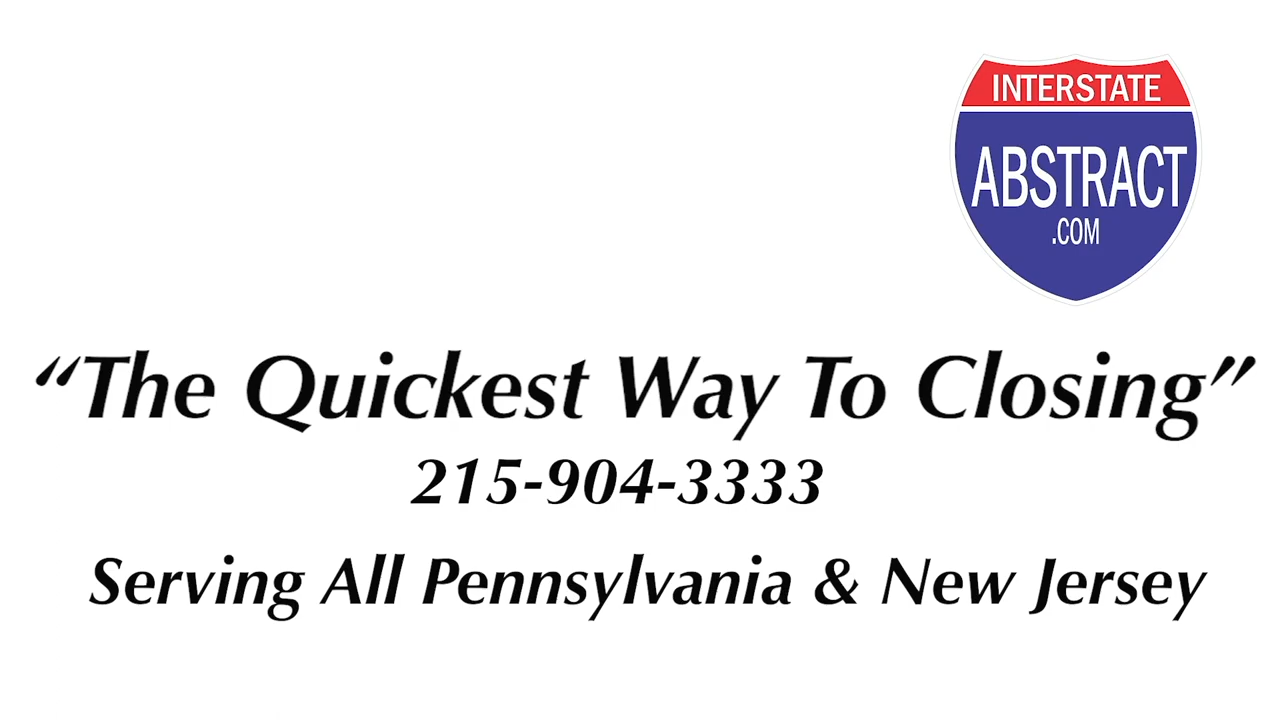 INTERSTATE
ABSTRACT
.COM
“The Quickest Way To Closing”
215-904-3333
Serving All Pennsylvania & New Jersey